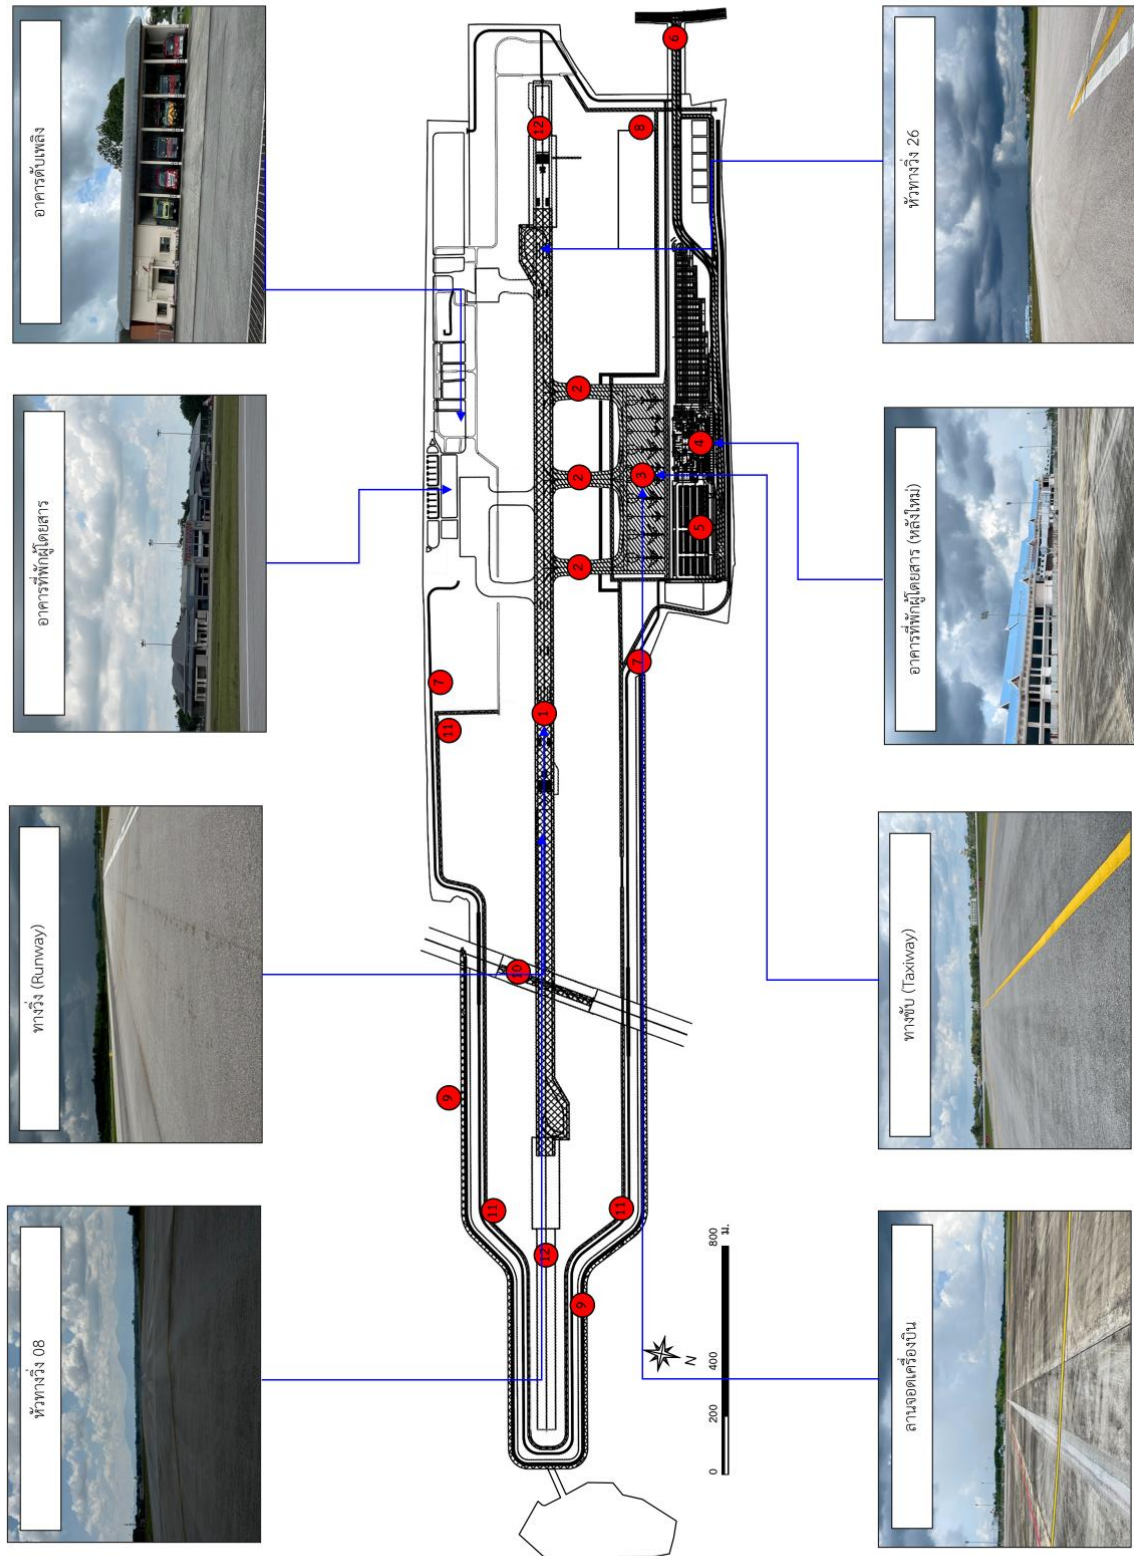 หัวทางวิ่ง 08
ทางวิ่ง (Runway)
อาคารที่พักผู้โดยสาร
อาคารดับเพลิง
12
11
9
10
11
7
1
2
2
2
12
9
11
7
3
5
4
8
6
N
0 200 400 800 ม.
ลานจอดเครื่องบิน
ทางขับ (Taxiway)
อาคารที่พักผู้โดยสาร (หลังใหม่)
หัวทางวิ่ง 26